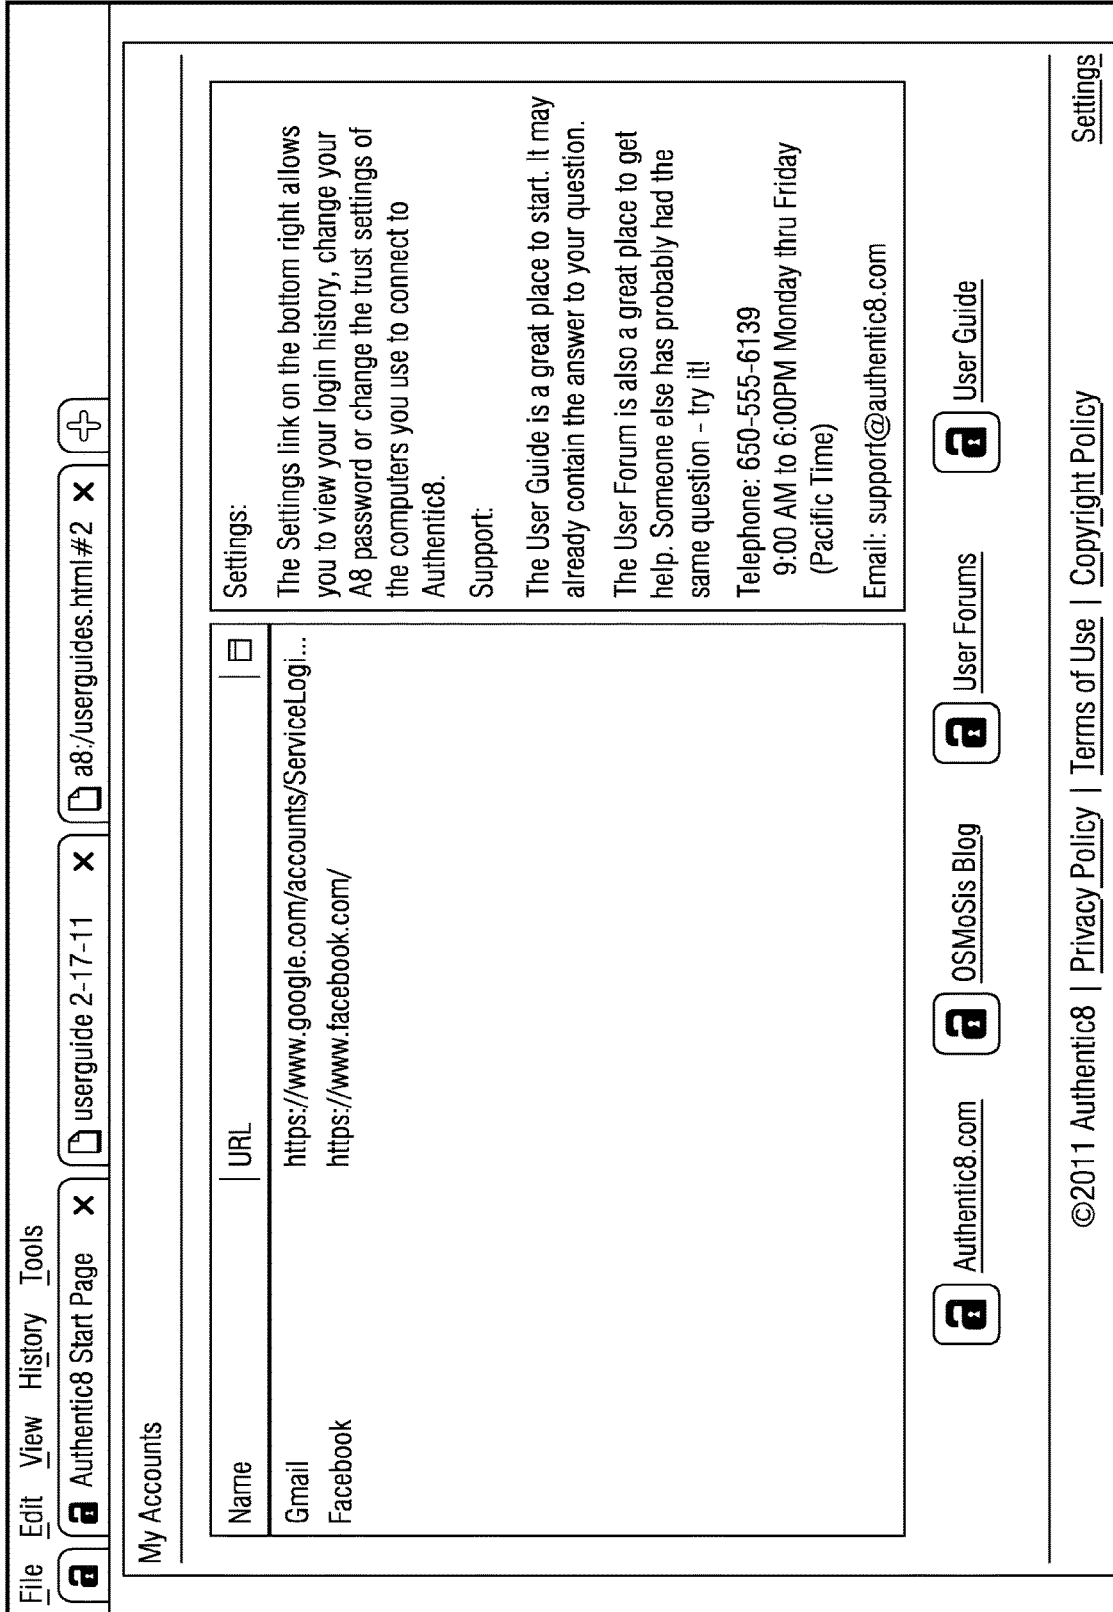 File Edit View History Tools
a
a Authentic8 Start Page X
userguide 2-17-11 X
a8:/userguides.html#2 X
My Accounts
Name URL
Gmail https://www.google.com/accounts/ServiceLogi...
Facebook https://www.facebook.com/
Settings:
The Settings link on the bottom right allows
you to view your login history, change your
A8 password or change the trust settings of
the computers you use to connect to
Authentic8.
Support:
The User Guide is a great place to start. It may
already contain the answer to your question.
The User Forum is also a great place to get
help. Someone else has probably had the
same question - try it!
Telephone: 650-555-6139
9:00 AM to 6:00PM Monday thru Friday
(Pacific Time)
Email: support@authentic8.com
a Authentic8.com
a OSMoSis Blog
a User Forums
a User Guide
©2011 Authentic8 | Privacy Policy | Terms of Use | Copyright Policy
Settings